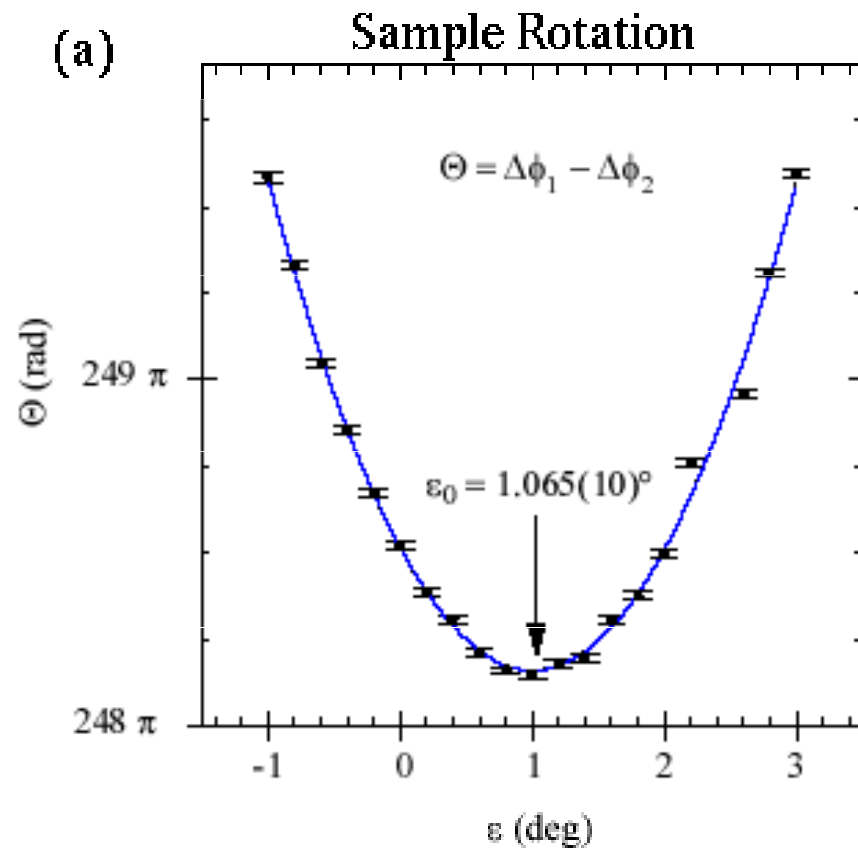 (a)
Sample Rotation
Θ = Δϕ₁ − Δϕ₂
Θ (rad)
249 π
ε₀ = 1.065(10)°
248 π
-1 0 1 2 3
ε (deg)